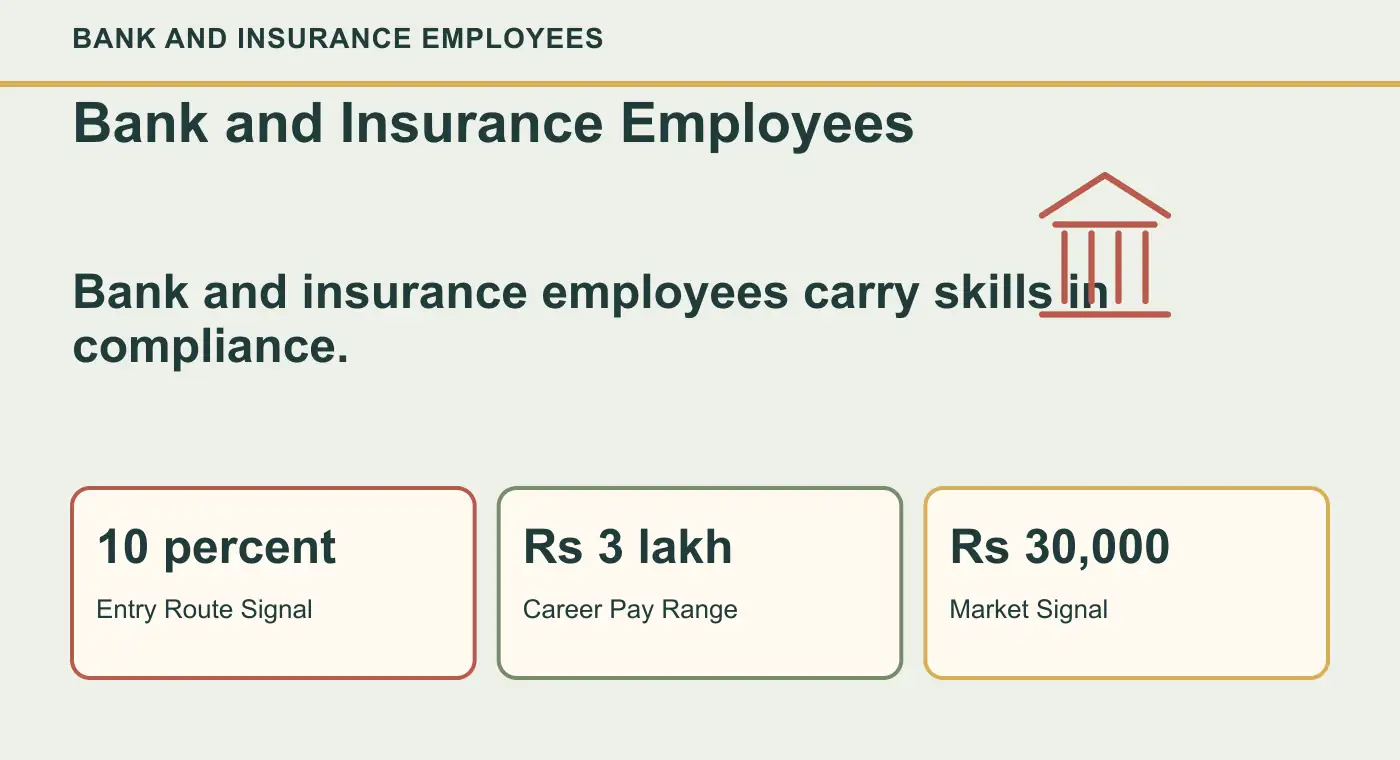 BANK AND INSURANCE EMPLOYEES
Bank and Insurance Employees
Bank and insurance employees carry skills in
compliance.
10 percent
Entry Route Signal
Rs 3 lakh
Career Pay Range
Rs 30,000
Market Signal